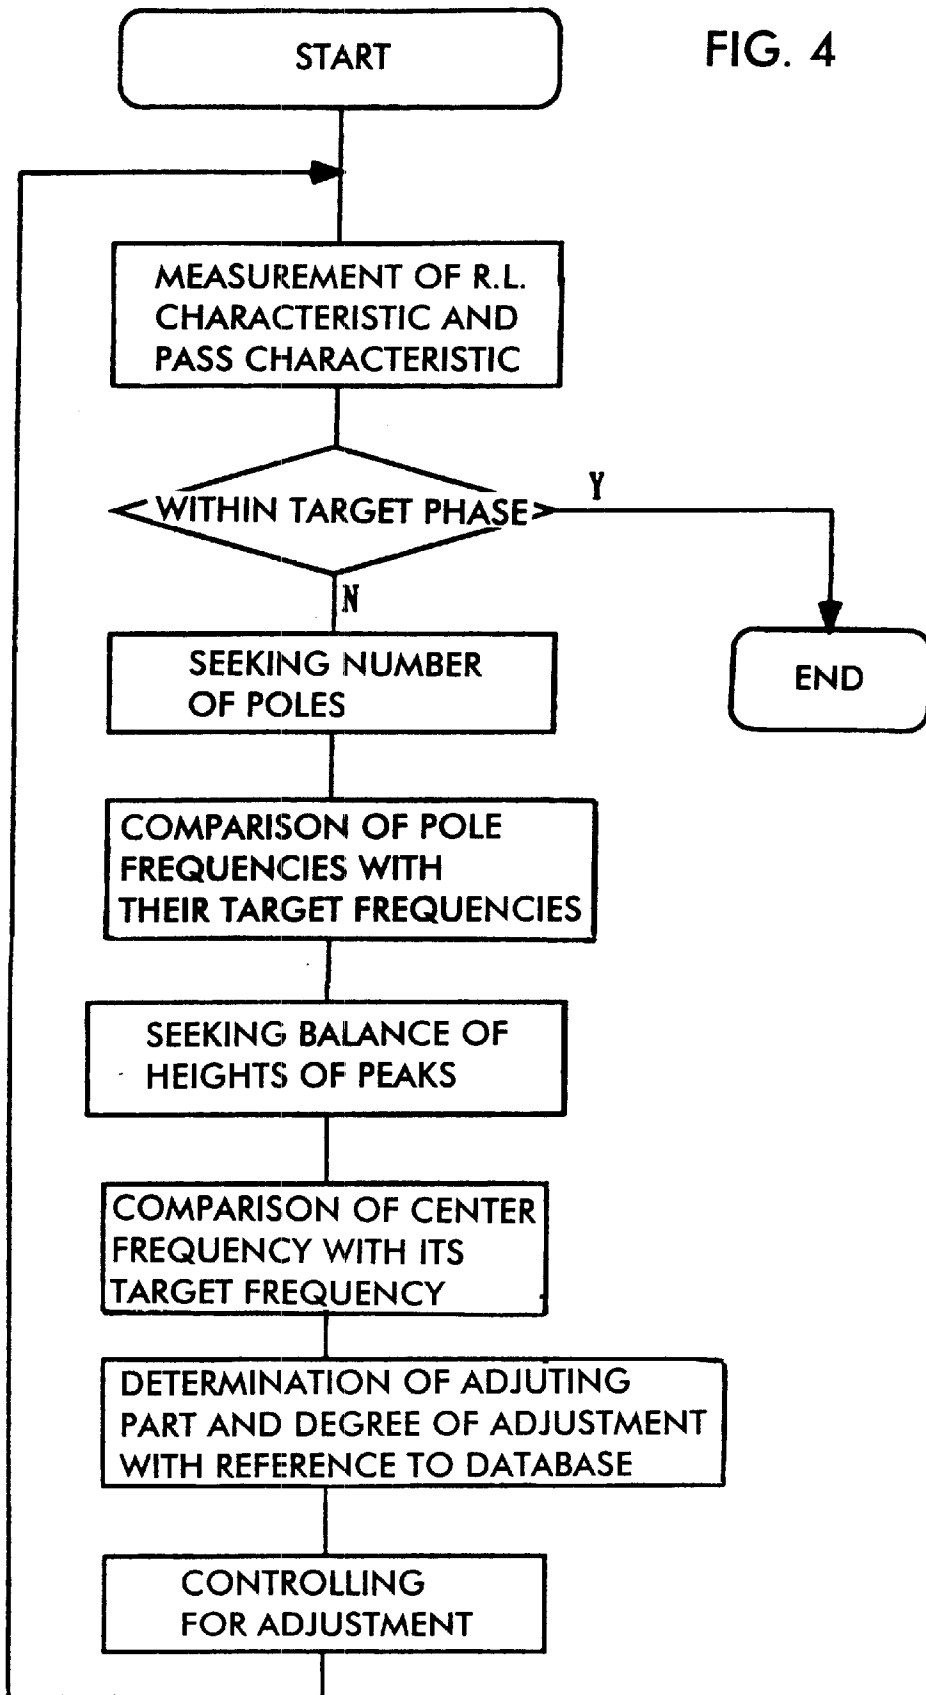 FIG. 4
START
MEASUREMENT OF R.L.
CHARACTERISTIC AND
PASS CHARACTERISTIC
WITHIN TARGET PHASE
Y
N
END
SEEKING NUMBER
OF POLES
COMPARISON OF POLE
FREQUENCIES WITH
THEIR TARGET FREQUENCIES
SEEKING BALANCE OF
HEIGHTS OF PEAKS
COMPARISON OF CENTER
FREQUENCY WITH ITS
TARGET FREQUENCY
DETERMINATION OF ADJUTING
PART AND DEGREE OF ADJUSTMENT
WITH REFERENCE TO DATABASE
CONTROLLING
FOR ADJUSTMENT